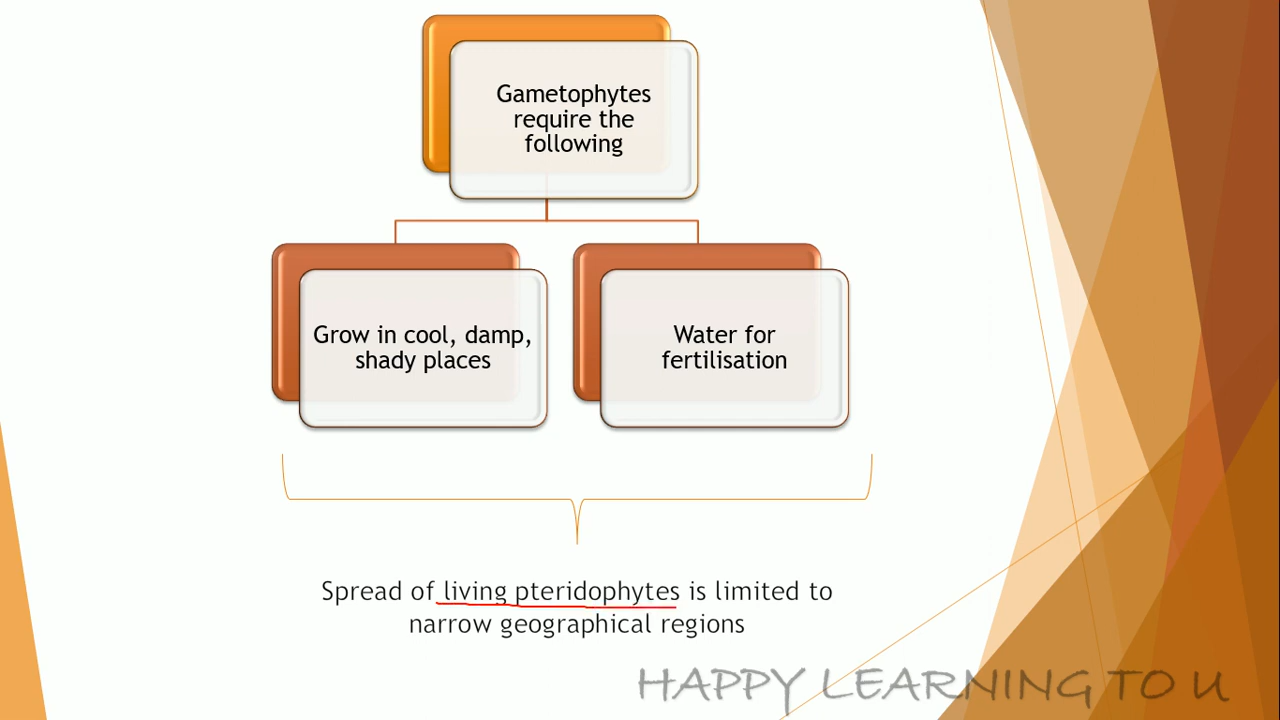 Gametophytes
require the
following
Grow in cool, damp,
shady places
Water for
fertilisation
Spread of living pteridophytes is limited to
narrow geographical regions
HAPPY LEARNING TO U